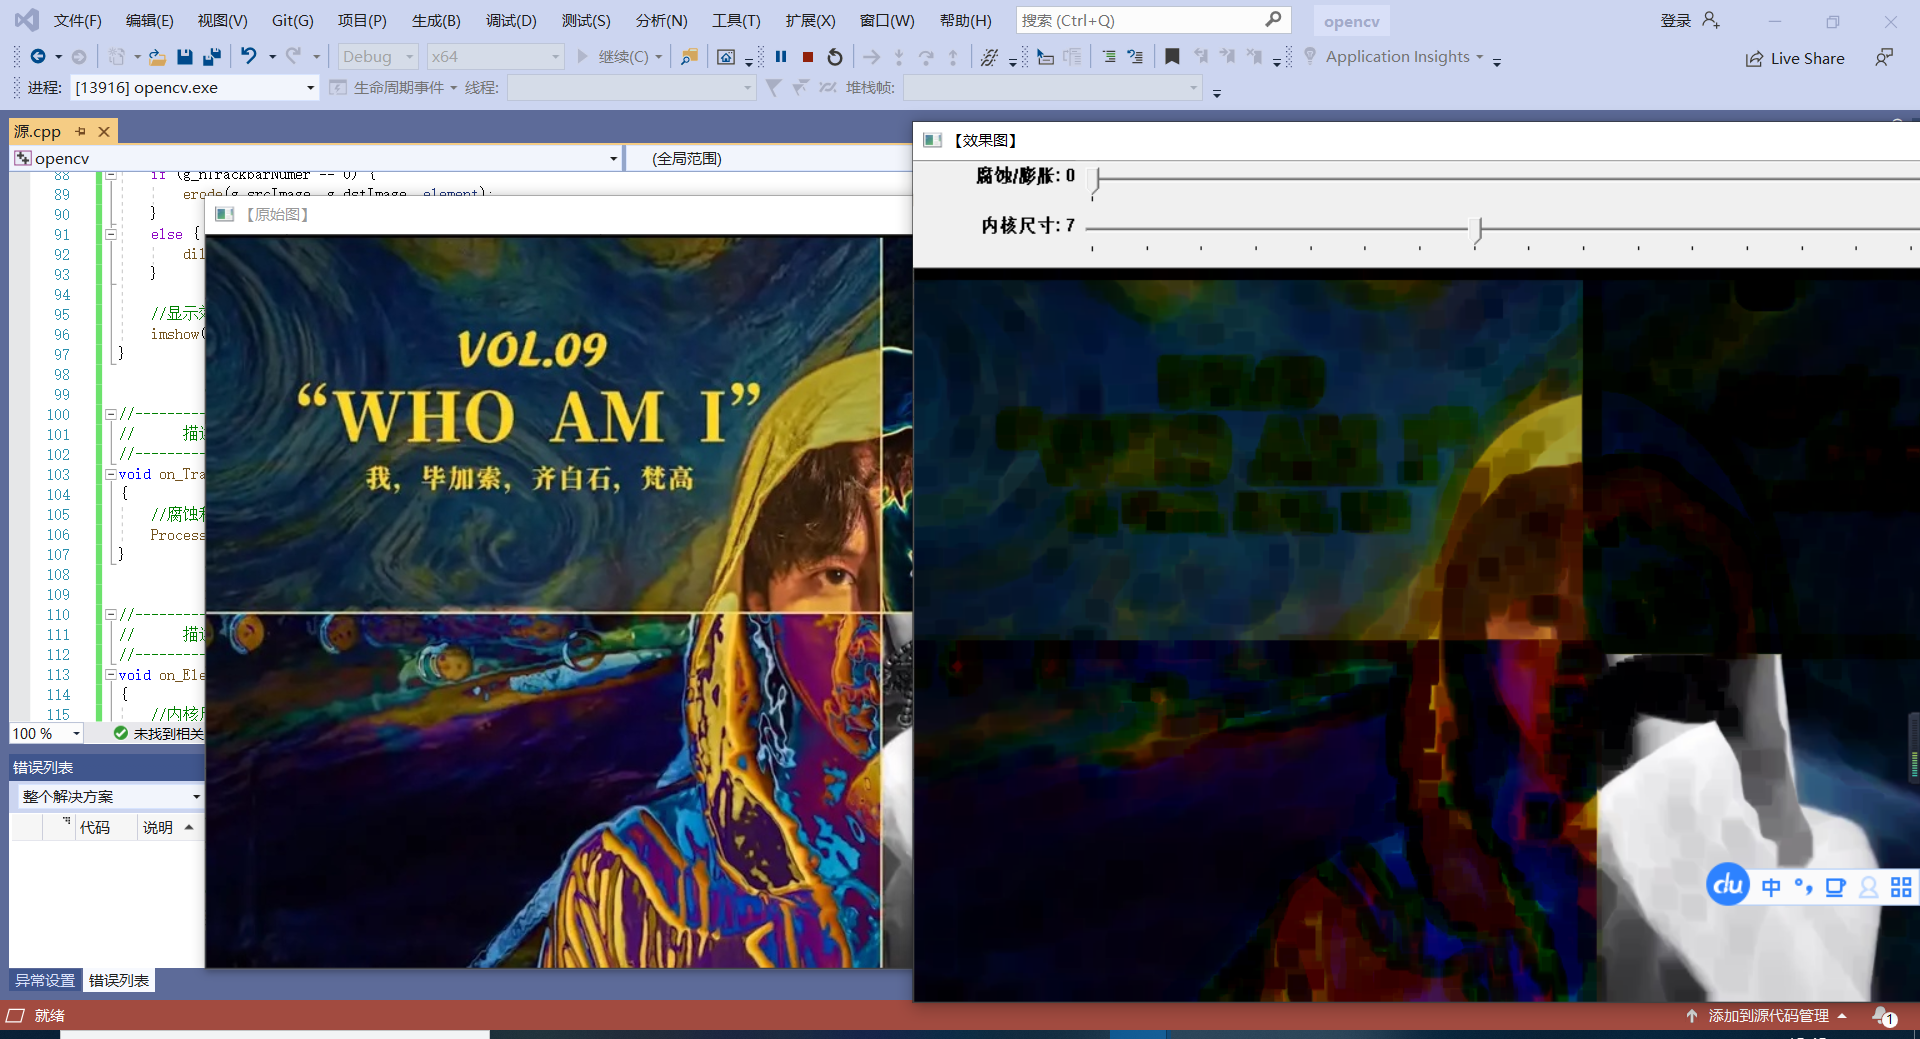 文件(F) 编辑(E) 视图(V) Git(G) 项目(P) 生成(B) 调试(D) 测试(S) 分析(N) 工具(T) 扩展(X) 窗口(W) 帮助(H) 搜索 (Ctrl+Q) opencv 登录
Debug x64 继续(C) Application Insights Live Share
进程: [13916] opencv.exe 生命周期事件 线程: 堆栈帧:
源.cpp
opencv (全局范围)
88 if (g_nTrackbarNumer == 0) {
89 erode(g_srcImage, g_dstImage, element);
90 }
91 else {
92 dil
93 }
94
95 //显示效
96 imshow(
97 }
98
99
100 //----------
101 // 描述
102 //----------
103 void on_Tra
104 {
105 //腐蚀和
106 Process
107 }
108
109
110 //----------
111 // 描述
112 //----------
113 void on_Ele
114 {
115 //内核尺
100 % 未找到相关
错误列表
整个解决方案
代码 说明
异常设置 错误列表
就绪 添加到源代码管理 1
【原始图】
VOL.09
“WHO AM I”
我，毕加索，齐白石，梵高
【效果图】
腐蚀/膨胀: 0
内核尺寸: 7
du 中 °,